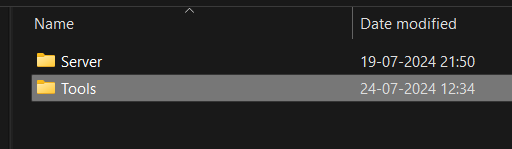 Name Date modified
Server 19-07-2024 21:50
Tools 24-07-2024 12:34